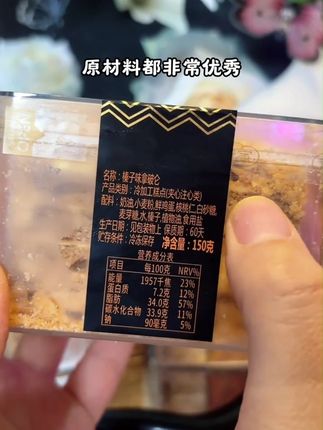 原材料都非常优秀
名称：榛子味拿破仑
产品类别：冷加工糕点(夹心注心类)
配料：奶油,小麦粉,鲜鸡蛋,核桃仁,白砂糖,
麦芽糖,水,榛子,植物油,食用盐
生产日期：见包装物上 保质期：60天
贮存条件：冷冻保存 净含量：150克
营养成分表
项目 每100克 NRV%
能量 1957千焦 23%
蛋白质 7.2克 12%
脂肪 34.0克 57%
碳水化合物 33.9克 11%
钠 90毫克 5%